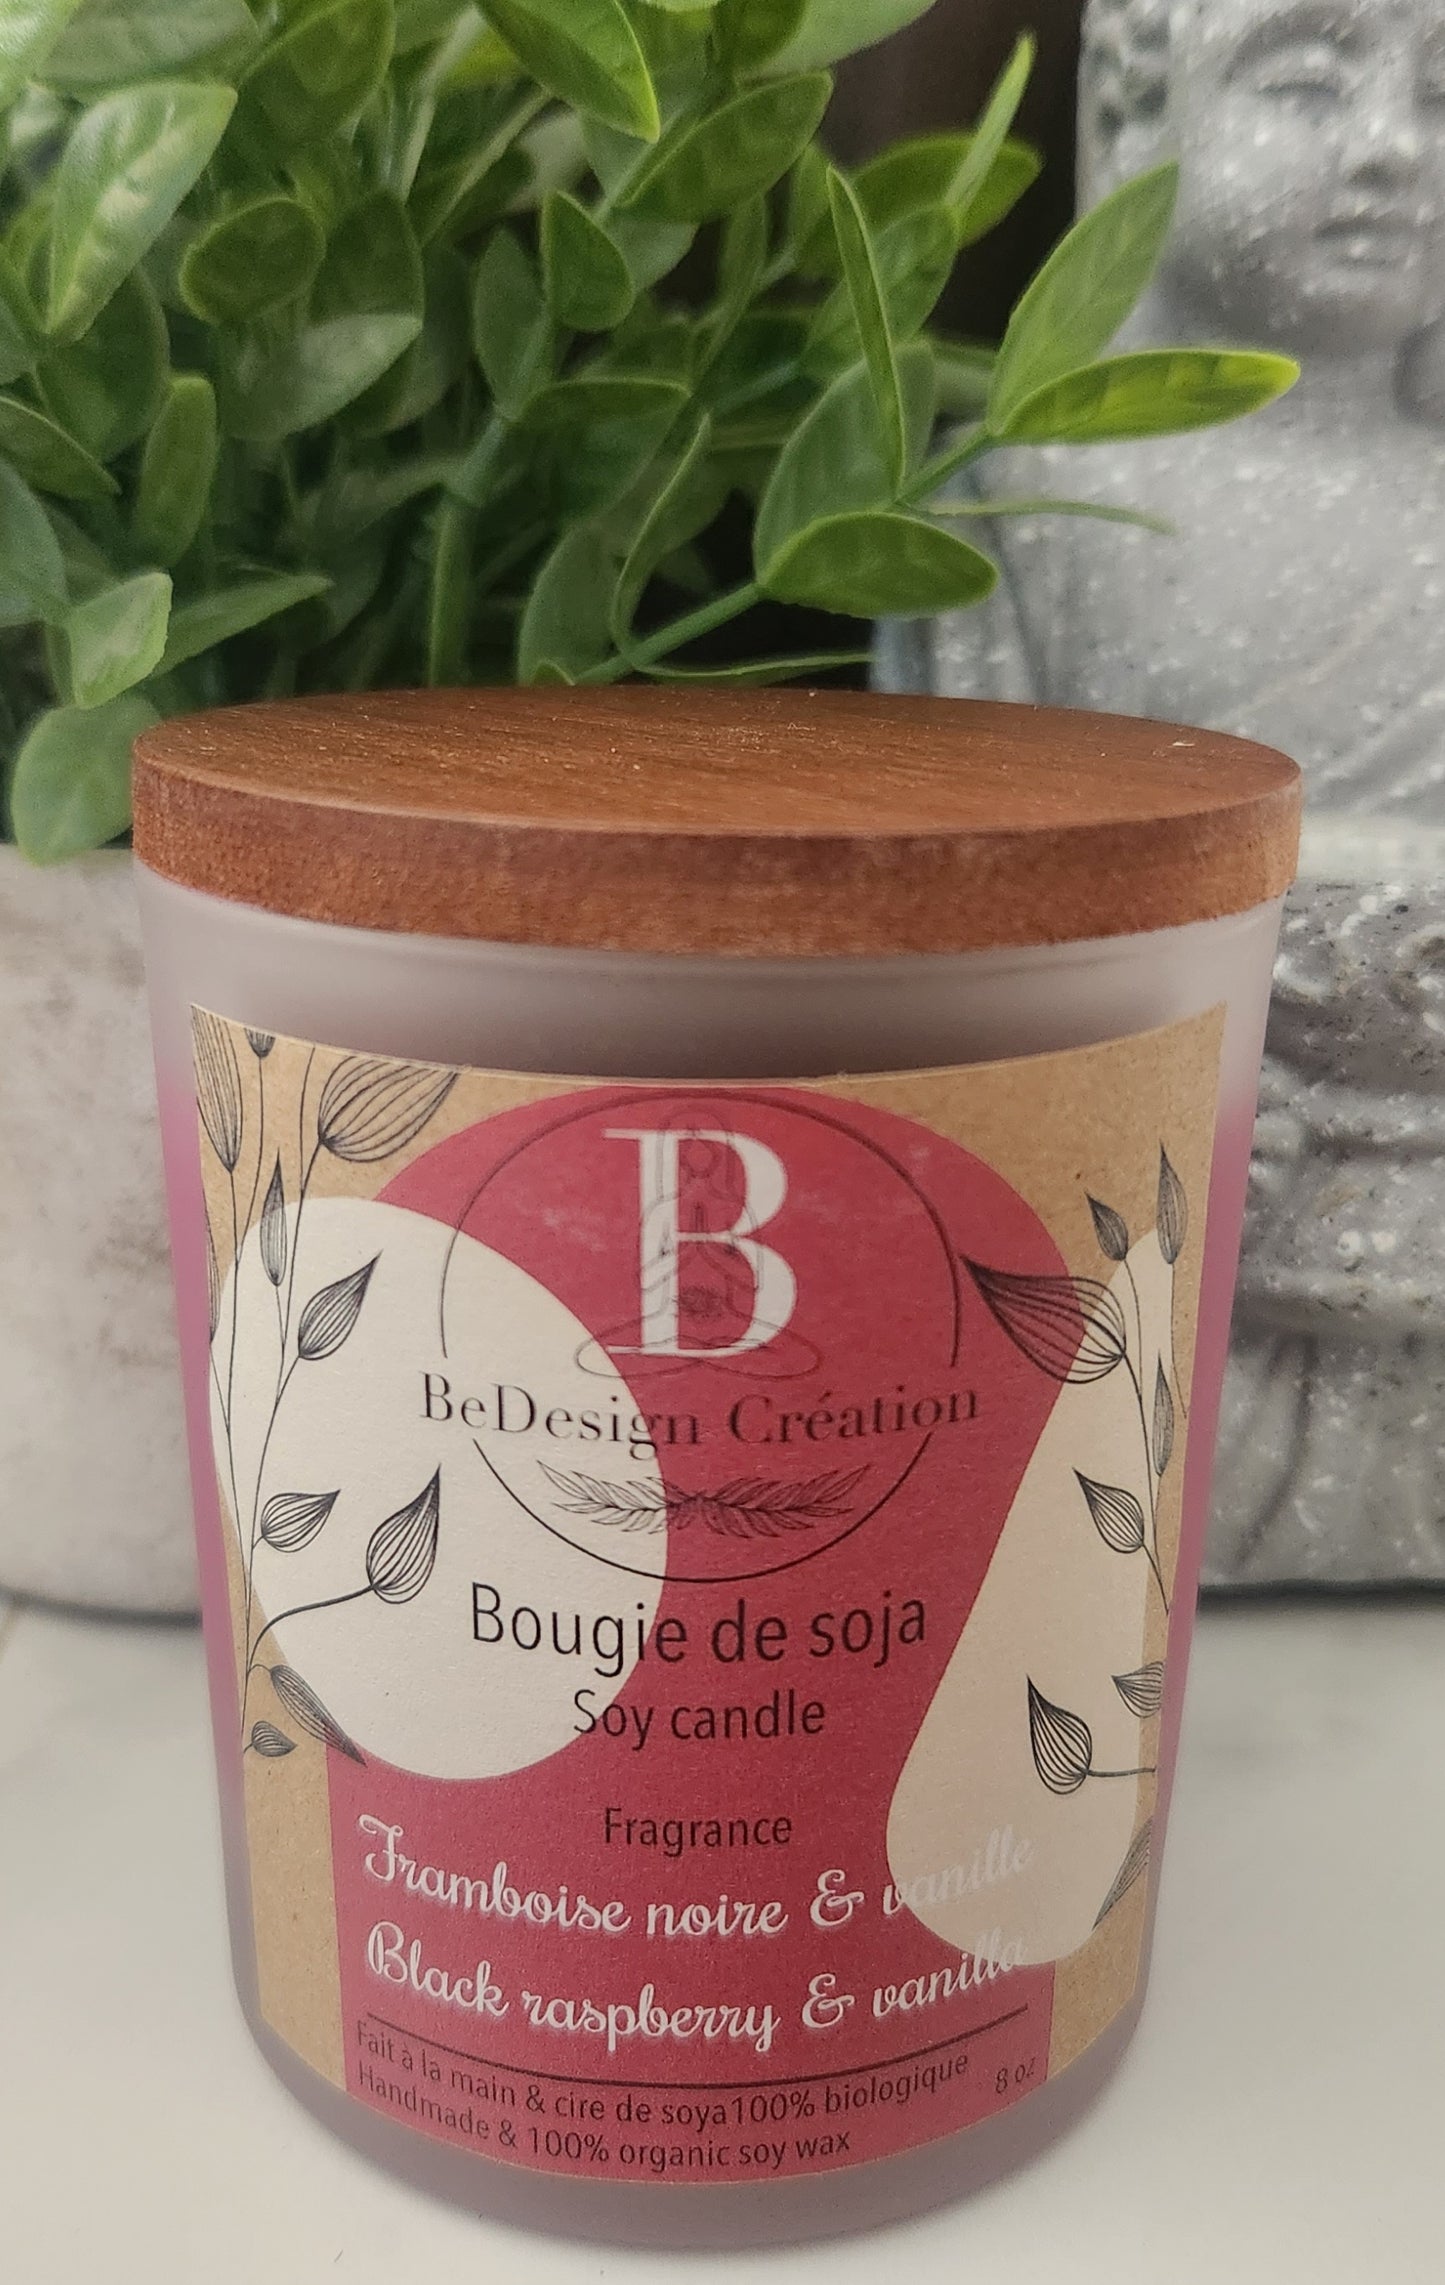 B
BeDesign Création
Bougie de soja
Soy candle
Fragrance
Framboise noire & vanille
Black raspberry & vanilla
Fait à la main & cire de soya100% biologique
Handmade & 100% organic soy wax
8 oz